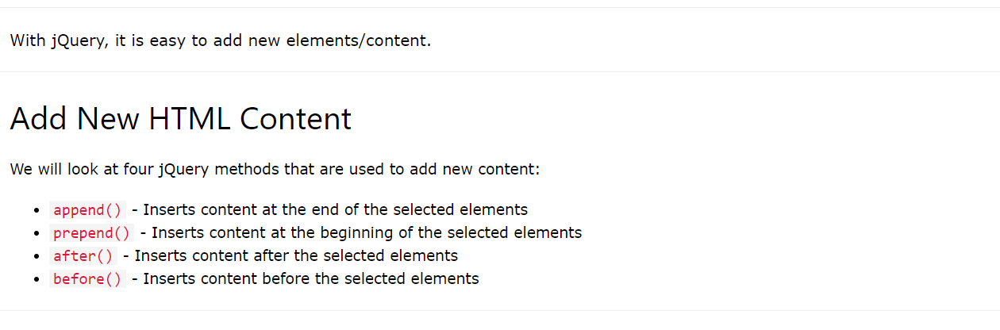 With jQuery, it is easy to add new elements/content.
Add New HTML Content
We will look at four jQuery methods that are used to add new content:
• append() - Inserts content at the end of the selected elements
• prepend() - Inserts content at the beginning of the selected elements
• after() - Inserts content after the selected elements
• before() - Inserts content before the selected elements